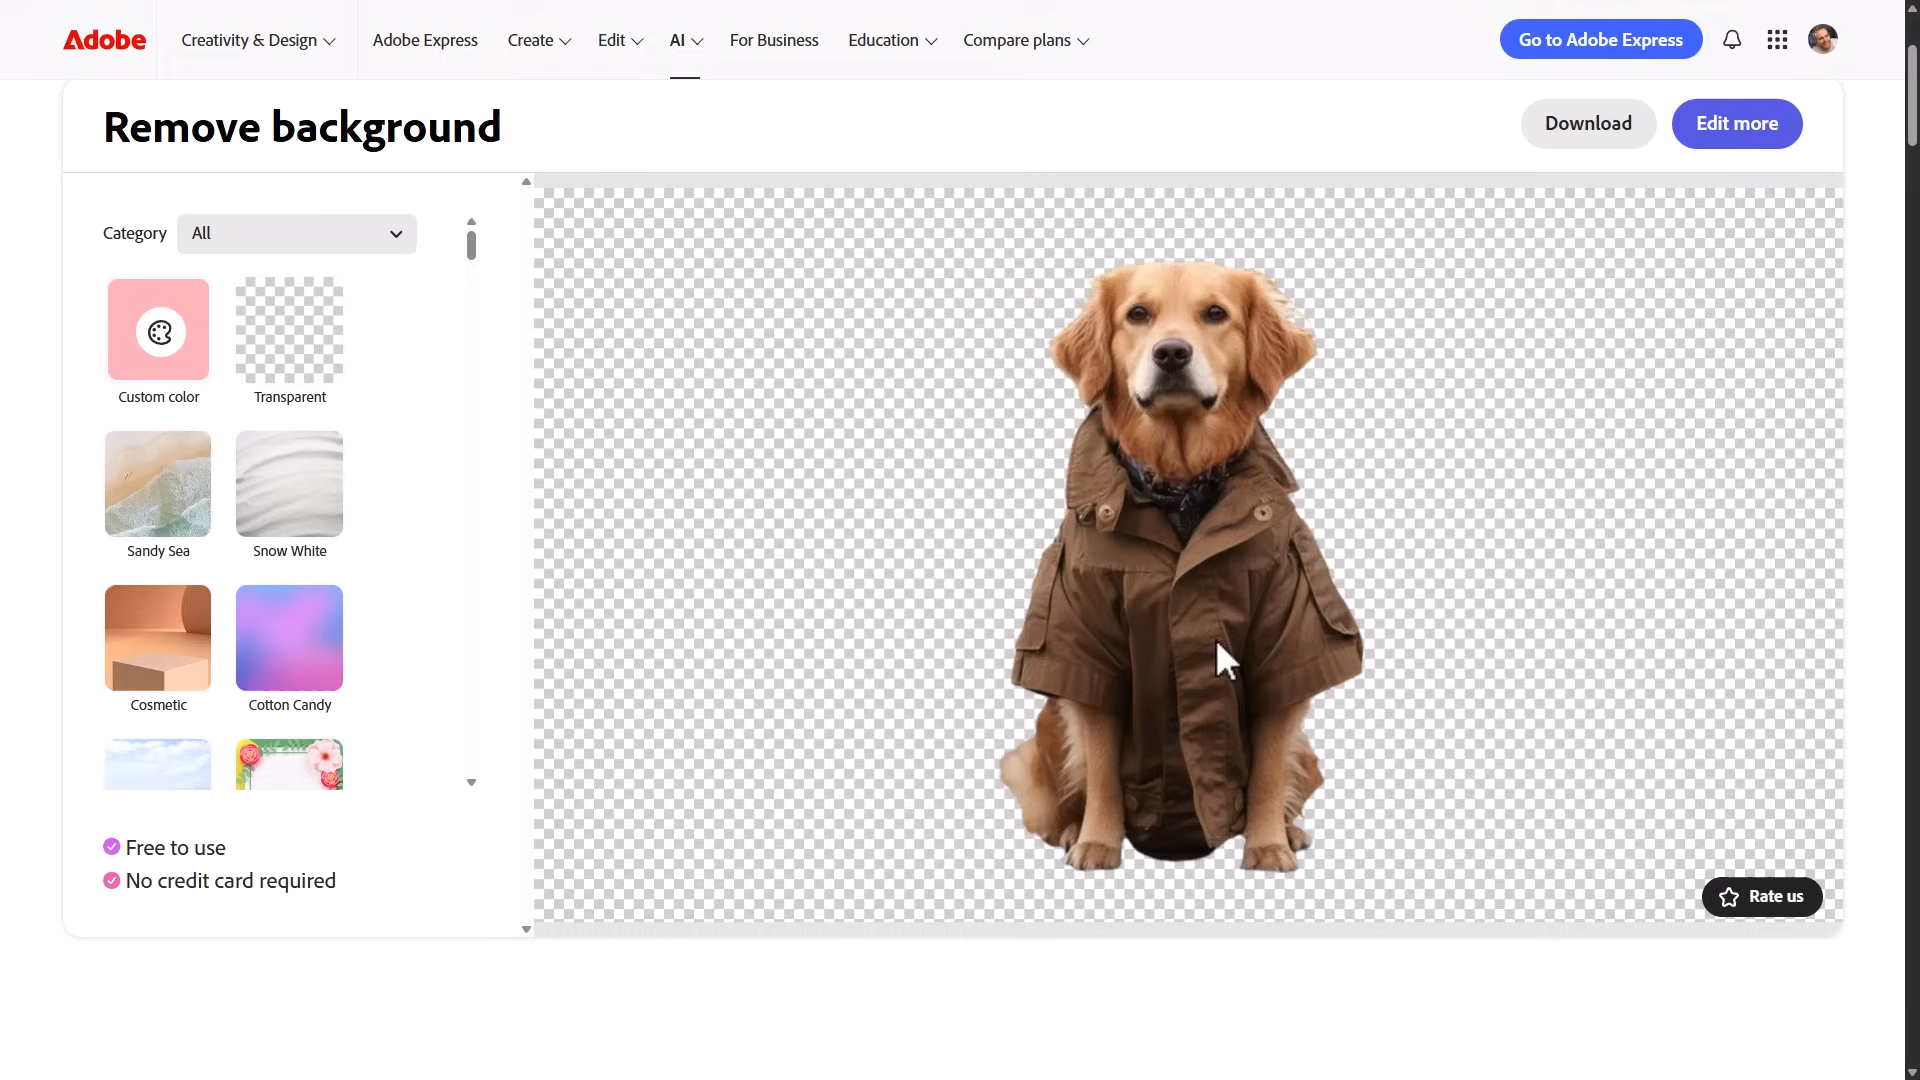 Adobe
Creativity & Design
Adobe Express
Create
Edit
AI
For Business
Education
Compare plans
Go to Adobe Express
Remove background
Download
Edit more
Category
All
Custom color
Transparent
Sandy Sea
Snow White
Cosmetic
Cotton Candy
Free to use
No credit card required
Rate us